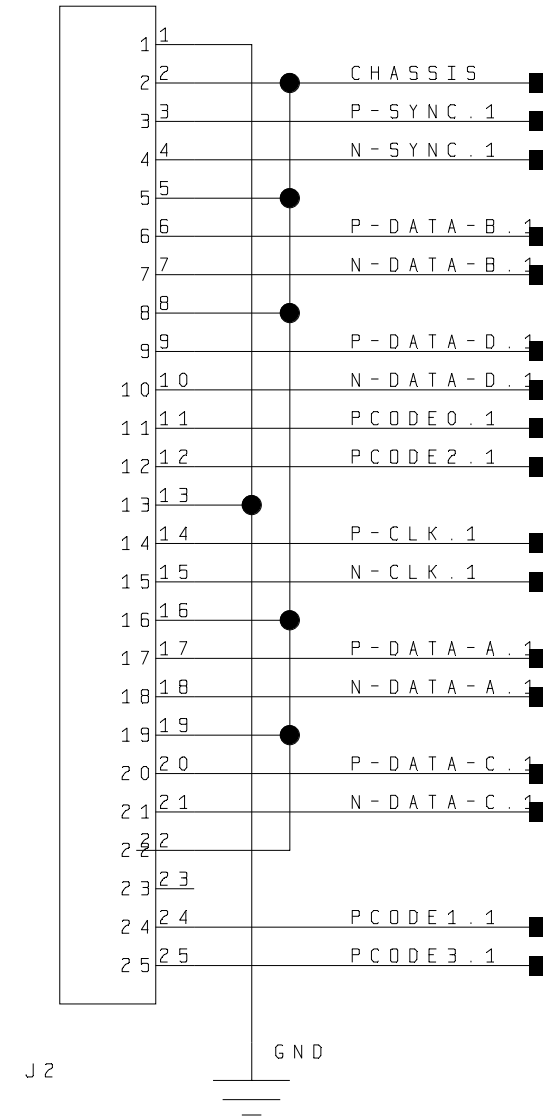 1 1
2 2 CHASSIS
3 3 P-SYNC.1
4 4 N-SYNC.1
5 5
6 6 P-DATA-B.1
7 7 N-DATA-B.1
8 8
9 9 P-DATA-D.1
10 10 N-DATA-D.1
11 11 PCODE0.1
12 12 PCODE2.1
13 13
14 14 P-CLK.1
15 15 N-CLK.1
16 16
17 17 P-DATA-A.1
18 18 N-DATA-A.1
19 19
20 20 P-DATA-C.1
21 21 N-DATA-C.1
22 22
23 23
24 24 PCODE1.1
25 25 PCODE3.1
GND
J2